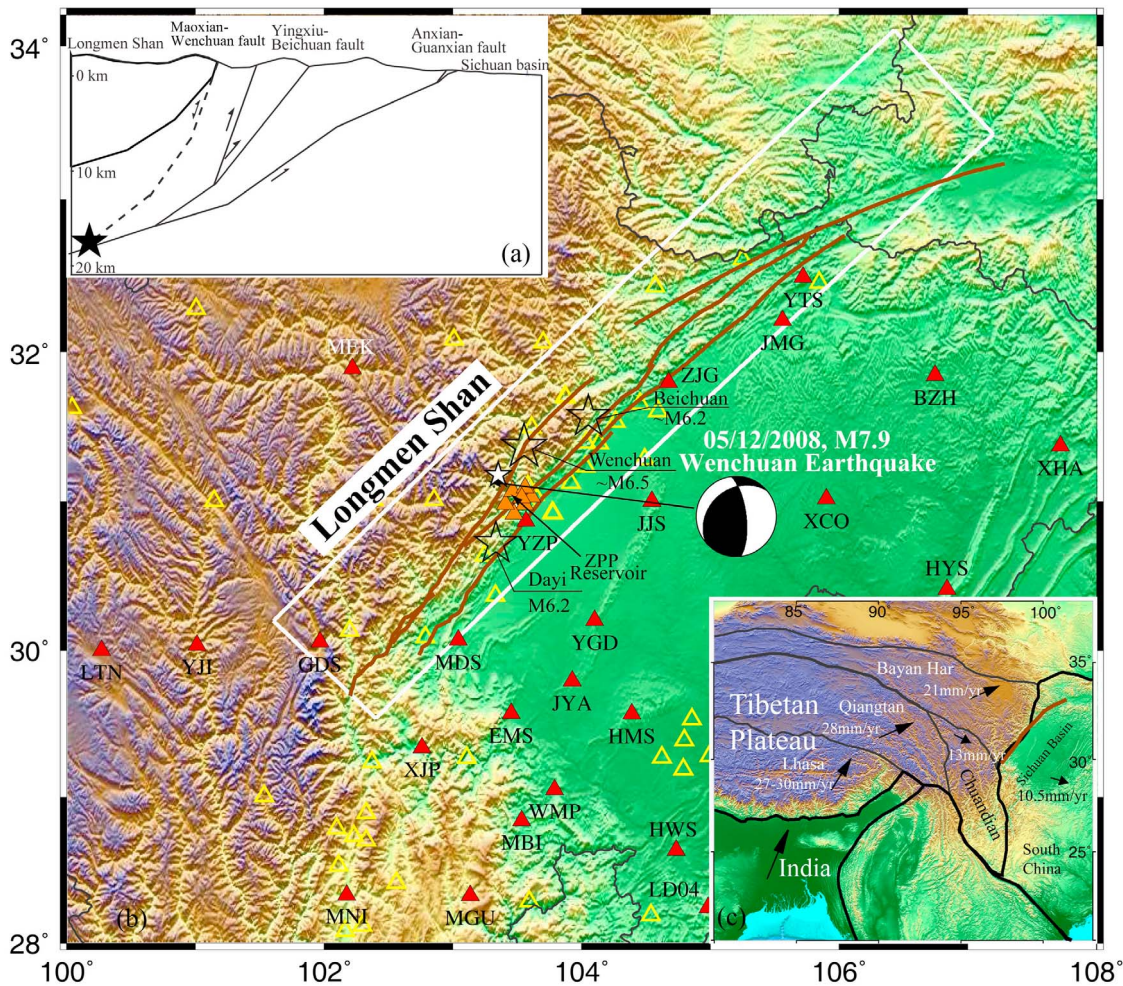 34°
32°
30°
28°
100°
102°
104°
106°
108°
Longmen Shan
Maoxian-
Wenchuan fault
Yingxiu-
Beichuan fault
Anxian-
Guanxian fault
Sichuan basin
0 km
10 km
20 km
(a)
MEK
Longmen Shan
YTS
JMG
ZJG
Beichuan
~M6.2
BZH
05/12/2008, M7.9
Wenchuan Earthquake
Wenchuan
~M6.5
XHA
JJS
XCO
YZP
ZPP
Reservoir
Dayi
M6.2
HYS
YGD
LTN
YJI
GDS
MDS
JYA
EMS
HMS
XJP
WMP
MBI
HWS
LD04
MNI
MGU
(b)
85°
90°
95°
100°
35°
30°
25°
Bayan Har
21mm/yr
Tibetan
Plateau
Qiangtan
28mm/yr
13mm/yr
Lhasa
27-30mm/yr
Chuandian
Sichuan Basin
10.5mm/yr
India
South
China
(c)